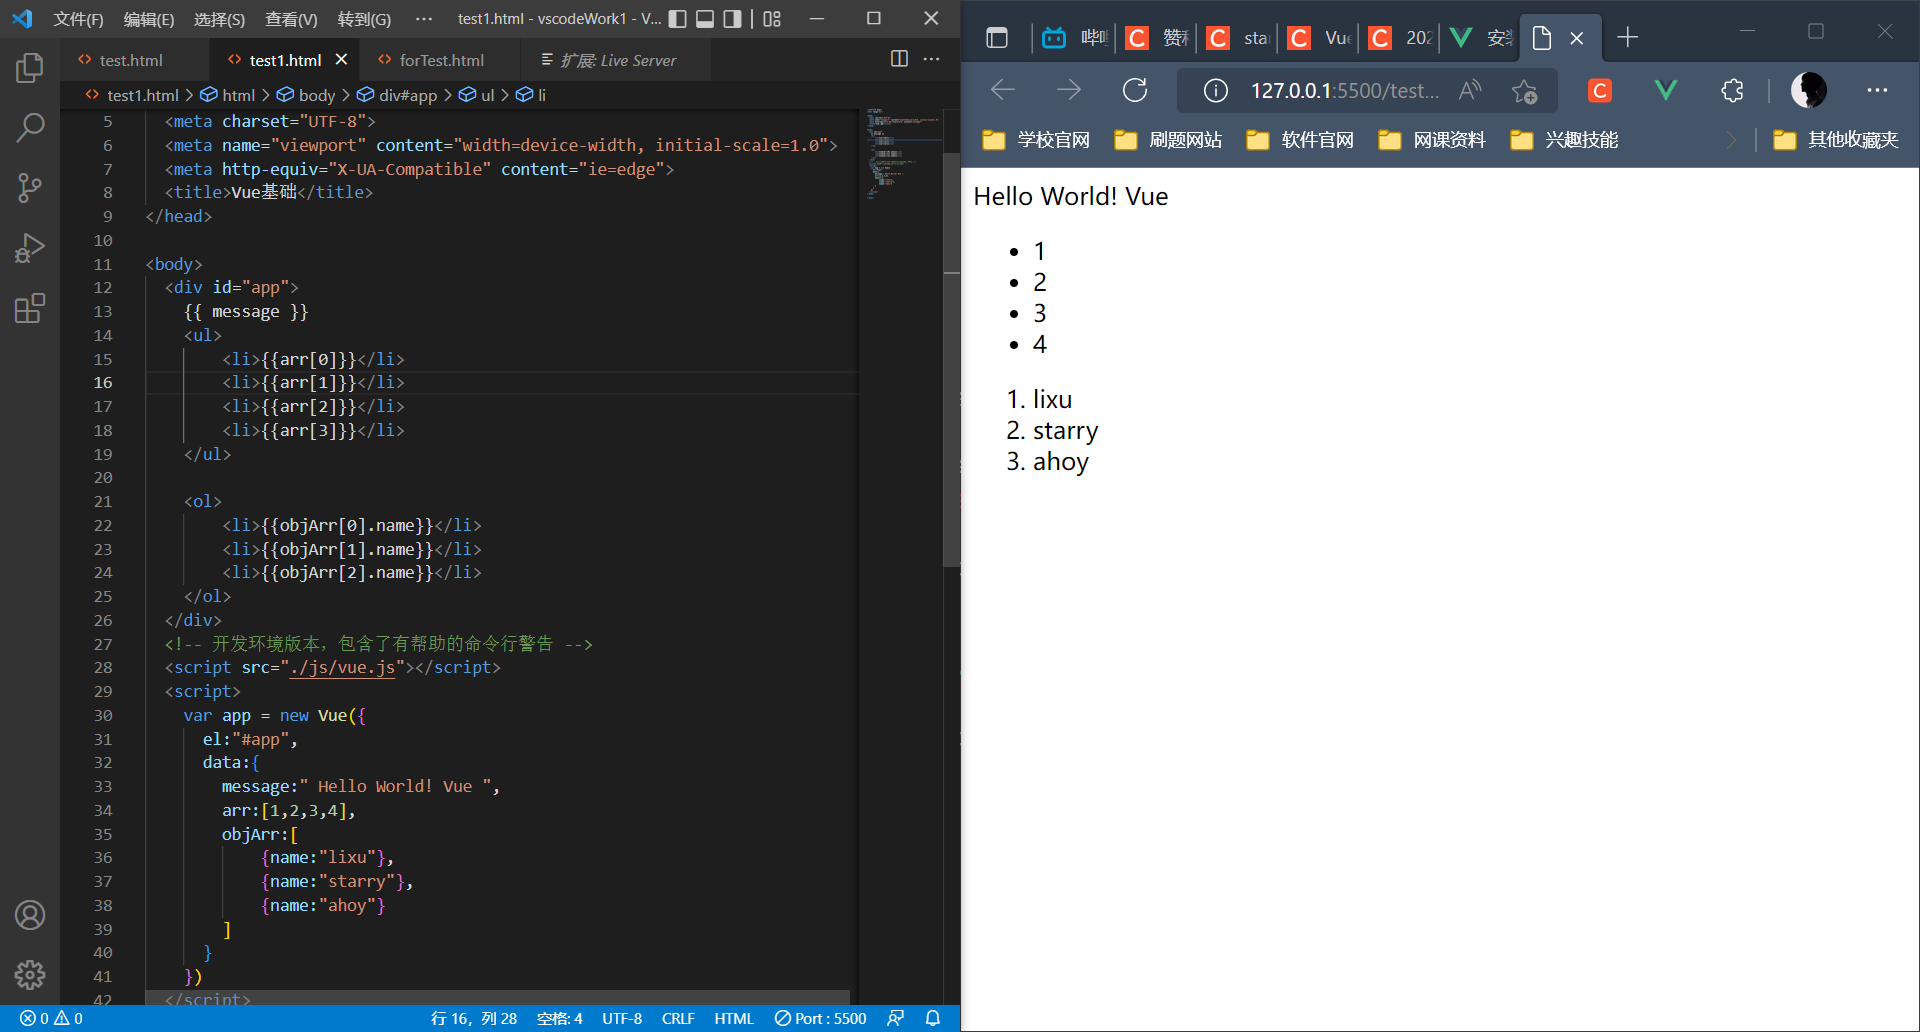 文件(F) 编辑(E) 选择(S) 查看(V) 转到(G) ··· test1.html - vscodeWork1 - V...
test.html test1.html forTest.html 扩展: Live Server
test1.html > html > body > div#app > ul > li
5 <meta charset="UTF-8">
6 <meta name="viewport" content="width=device-width, initial-scale=1.0">
7 <meta http-equiv="X-UA-Compatible" content="ie=edge">
8 <title>Vue基础</title>
9 </head>
10
11 <body>
12 <div id="app">
13 {{ message }}
14 <ul>
15 <li>{{arr[0]}}</li>
16 <li>{{arr[1]}}</li>
17 <li>{{arr[2]}}</li>
18 <li>{{arr[3]}}</li>
19 </ul>
20
21 <ol>
22 <li>{{objArr[0].name}}</li>
23 <li>{{objArr[1].name}}</li>
24 <li>{{objArr[2].name}}</li>
25 </ol>
26 </div>
27 <!-- 开发环境版本，包含了有帮助的命令行警告 -->
28 <script src="./js/vue.js"></script>
29 <script>
30 var app = new Vue({
31 el:"#app",
32 data:{
33 message:" Hello World! Vue ",
34 arr:[1,2,3,4],
35 objArr:[
36 {name:"lixu"},
37 {name:"starry"},
38 {name:"ahoy"}
39 ]
40 }
41 })
42 </script>
0 0 行 16，列 28 空格: 4 UTF-8 CRLF HTML Port : 5500
哔 赞 sta Vue 202 安
127.0.0.1:5500/test...
学校官网 刷题网站 软件官网 网课资料 兴趣技能 其他收藏夹
Hello World! Vue
• 1
• 2
• 3
• 4
1. lixu
2. starry
3. ahoy